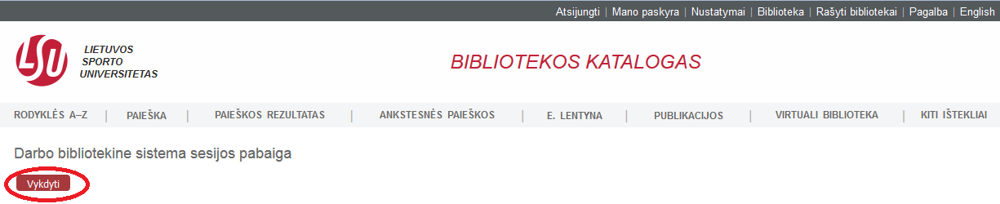 Atsijungti | Mano paskyra | Nustatymai | Biblioteka | Rašyti bibliotekai | Pagalba | English
LSU
LIETUVOS
SPORTO
UNIVERSITETAS
BIBLIOTEKOS KATALOGAS
RODYKLĖS A–Z | PAIEŠKA | PAIEŠKOS REZULTATAS | ANKSTESNĖS PAIEŠKOS | E. LENTYNA | PUBLIKACIJOS | VIRTUALI BIBLIOTEKA | KITI IŠTEKLIAI
Darbo bibliotekine sistema sesijos pabaiga
Vykdyti